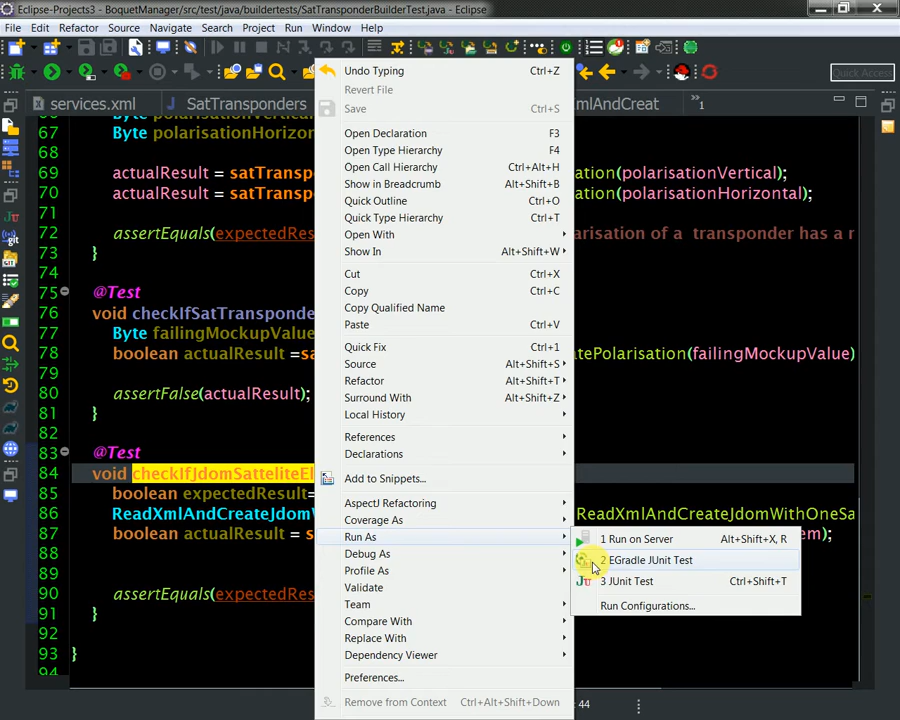 Eclipse-Projects3 - BoquetManager/src/test/java/buildertests/SatTransponderBuilderTest.java - Eclipse
File Edit Refactor Source Navigate Search Project Run Window Help
Quick Access
services.xml SatTransponders mlAndCreat »1
66
67 Byte polarisationHorizon
68
69 actualResult = satTranspo ation(polarisationVertical);
70 actualResult = satTranspo ation(polarisationHorizontal);
71
72 assertEquals(expectedRes arisation of a transponder has a r
73 }
74
75 @Test
76 void checkIfSatTransponde
77 Byte failingMockupValue
78 boolean actualResult =sa atePolarisation(failingMockupValue)
79
80 assertFalse(actualResult);
81 }
82
83 @Test
84 void checkIfJdomSatteliteEl
85 boolean expectedResult=
86 ReadXmlAndCreateJdomW ReadXmlAndCreateJdomWithOneSa
87 boolean actualResult = s em);
90 assertEquals(expectedRes
91 }
92
93 }
94
Undo Typing Ctrl+Z
Revert File
Save Ctrl+S
Open Declaration F3
Open Type Hierarchy F4
Open Call Hierarchy Ctrl+Alt+H
Show in Breadcrumb Alt+Shift+B
Quick Outline Ctrl+O
Quick Type Hierarchy Ctrl+T
Open With
Show In Alt+Shift+W
Cut Ctrl+X
Copy Ctrl+C
Copy Qualified Name
Paste Ctrl+V
Quick Fix Ctrl+1
Source Alt+Shift+S
Refactor Alt+Shift+T
Surround With Alt+Shift+Z
Local History
References
Declarations
Add to Snippets...
AspectJ Refactoring
Coverage As
Run As
Debug As
Profile As
Validate
Team
Compare With
Replace With
Dependency Viewer
Preferences...
Remove from Context Ctrl+Alt+Shift+Down
1 Run on Server Alt+Shift+X, R
2 EGradle JUnit Test
3 JUnit Test Ctrl+Shift+T
Run Configurations...
: 44